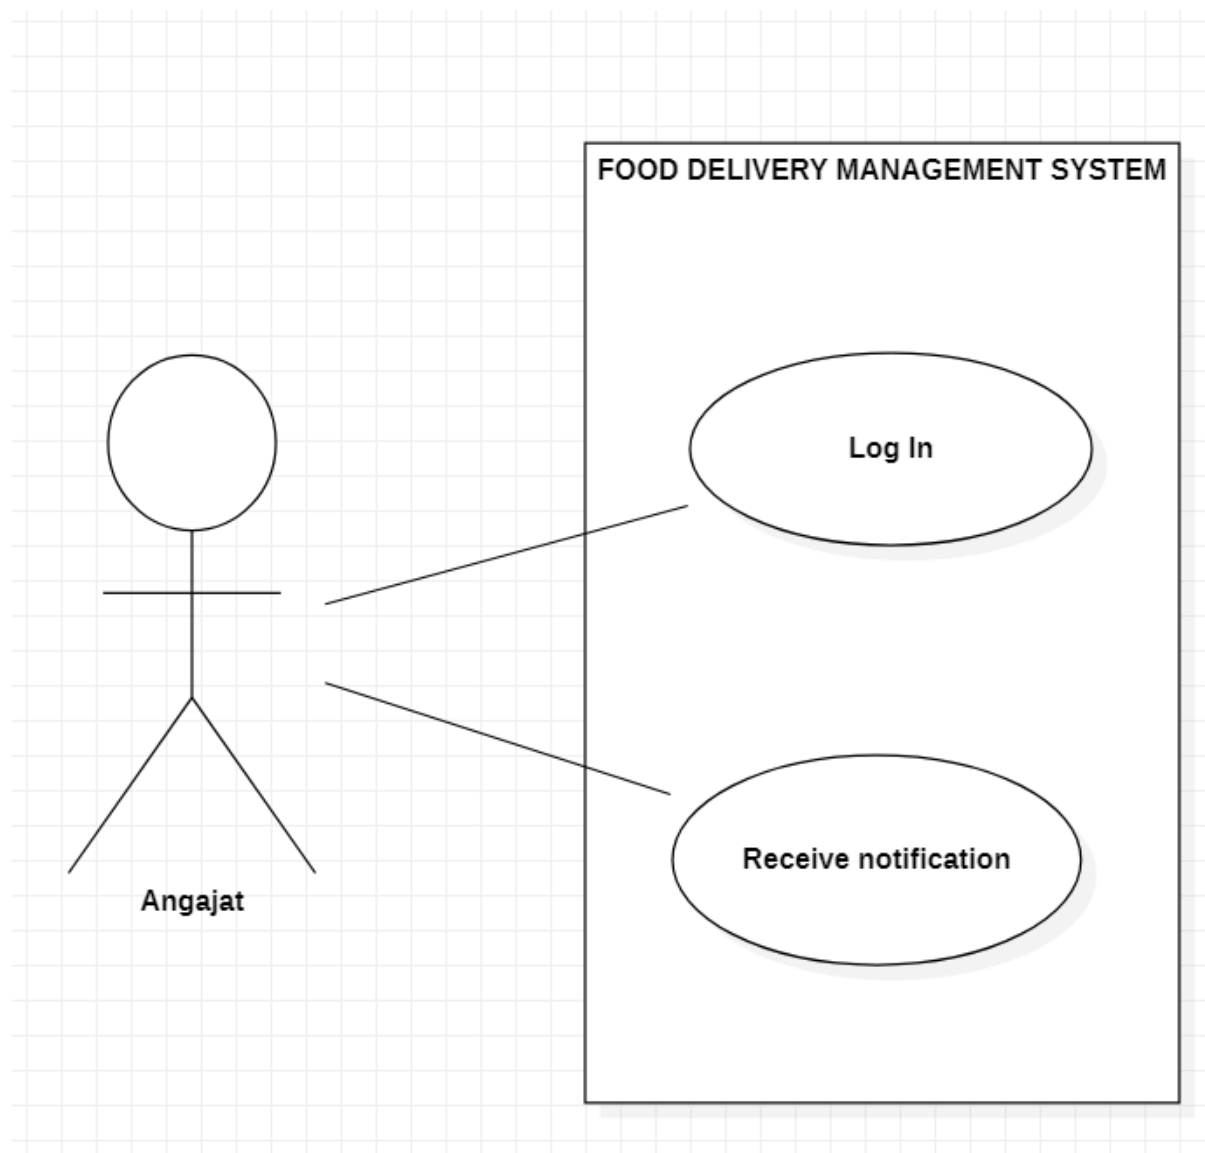 FOOD DELIVERY MANAGEMENT SYSTEM
Log In
Receive notification
Angajat